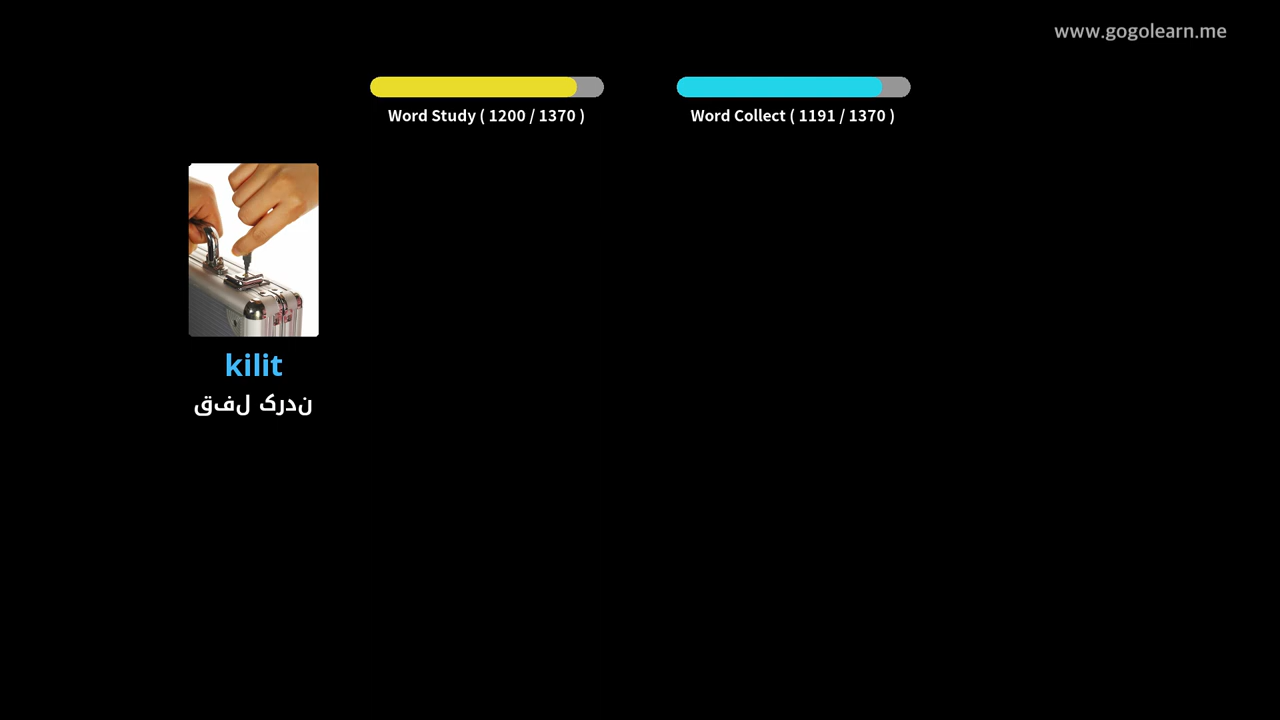 www.gogolearn.me
Word Study ( 1200 / 1370 )
Word Collect ( 1191 / 1370 )
kilit
قفل کردن